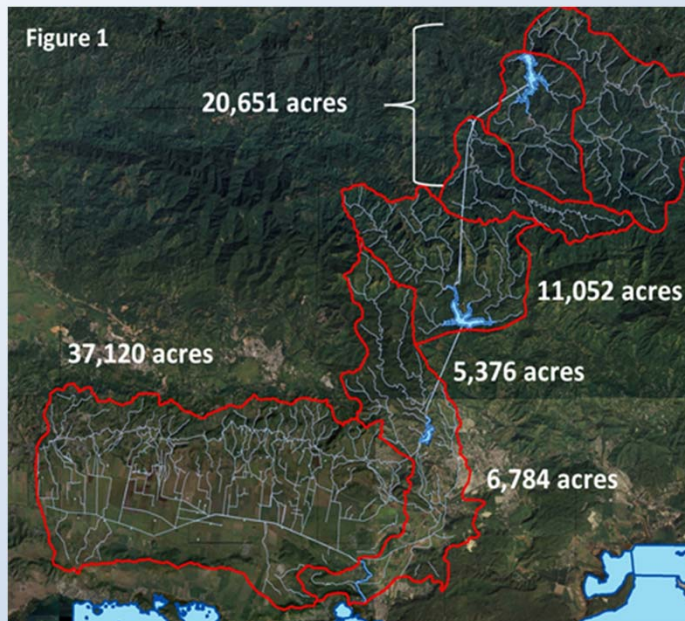 Figure 1
20,651 acres
11,052 acres
37,120 acres
5,376 acres
6,784 acres